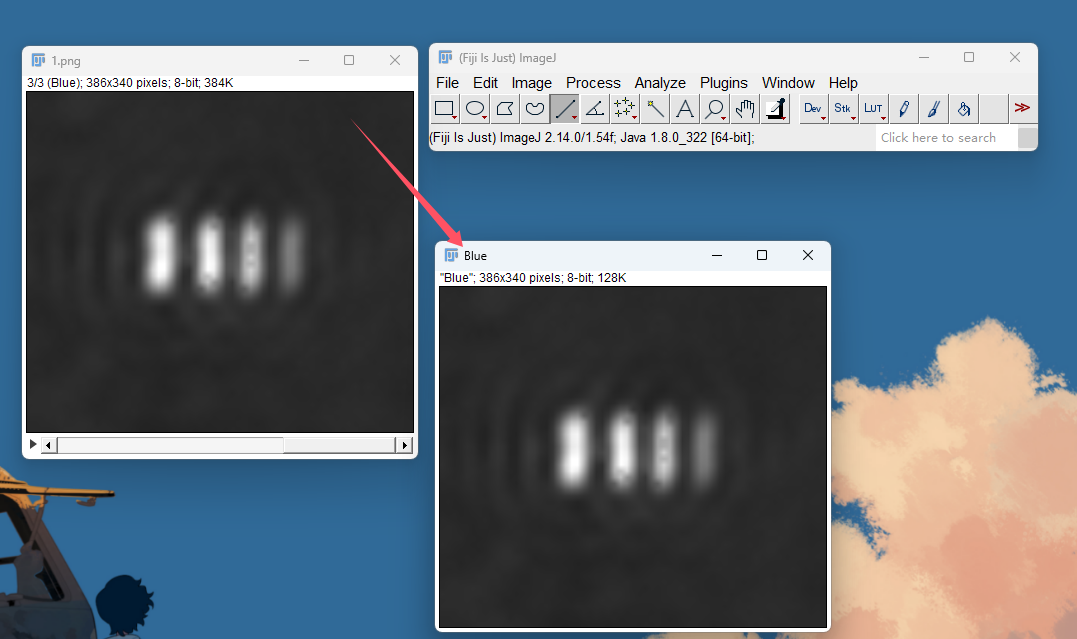 1.png
3/3 (Blue); 386x340 pixels; 8-bit; 384K
(Fiji Is Just) ImageJ
File Edit Image Process Analyze Plugins Window Help
A Dev Stk LUT
(Fiji Is Just) ImageJ 2.14.0/1.54f; Java 1.8.0_322 [64-bit];
Click here to search
Blue
"Blue"; 386x340 pixels; 8-bit; 128K